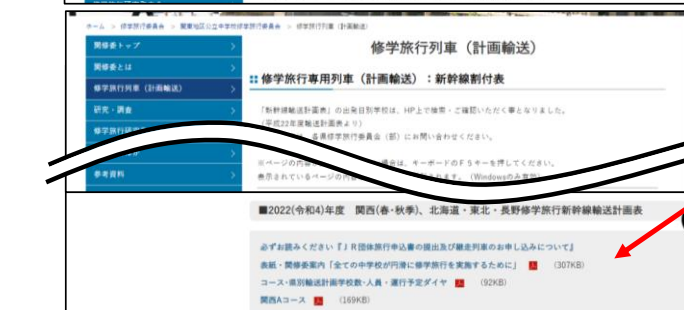 ホーム > 修学旅行委員会 > 関東地区公立中学校修学旅行委員会 > 修学旅行列車（計画輸送）
関修委トップ
関修委とは
修学旅行列車（計画輸送）
研究・調査
修学旅行
参考資料
修学旅行列車（計画輸送）
修学旅行専用列車（計画輸送）：新幹線割付表
「新幹線輸送計画表」の出発日別学校は、HP上で検索・ご確認いただく事となりました。
（平成22年度輸送計画表より）
各県修学旅行委員会（部）にお問い合わせください。
※ページの内容 場合は、キーボードのF5キーを押してください。
表示されているページの内容 されます。（Windowsのみ有効）
■2022(令和4)年度 関西(春・秋季)、北海道・東北・長野修学旅行新幹線輸送計画表
必ずお読みください『JR団体旅行申込書の提出及び継走列車のお申し込みについて』
表紙・関修委案内「全ての中学校が円滑に修学旅行を実施するために」 (307KB)
コース・県別輸送計画学校数・人員・運行予定ダイヤ (92KB)
関西Aコース (169KB)